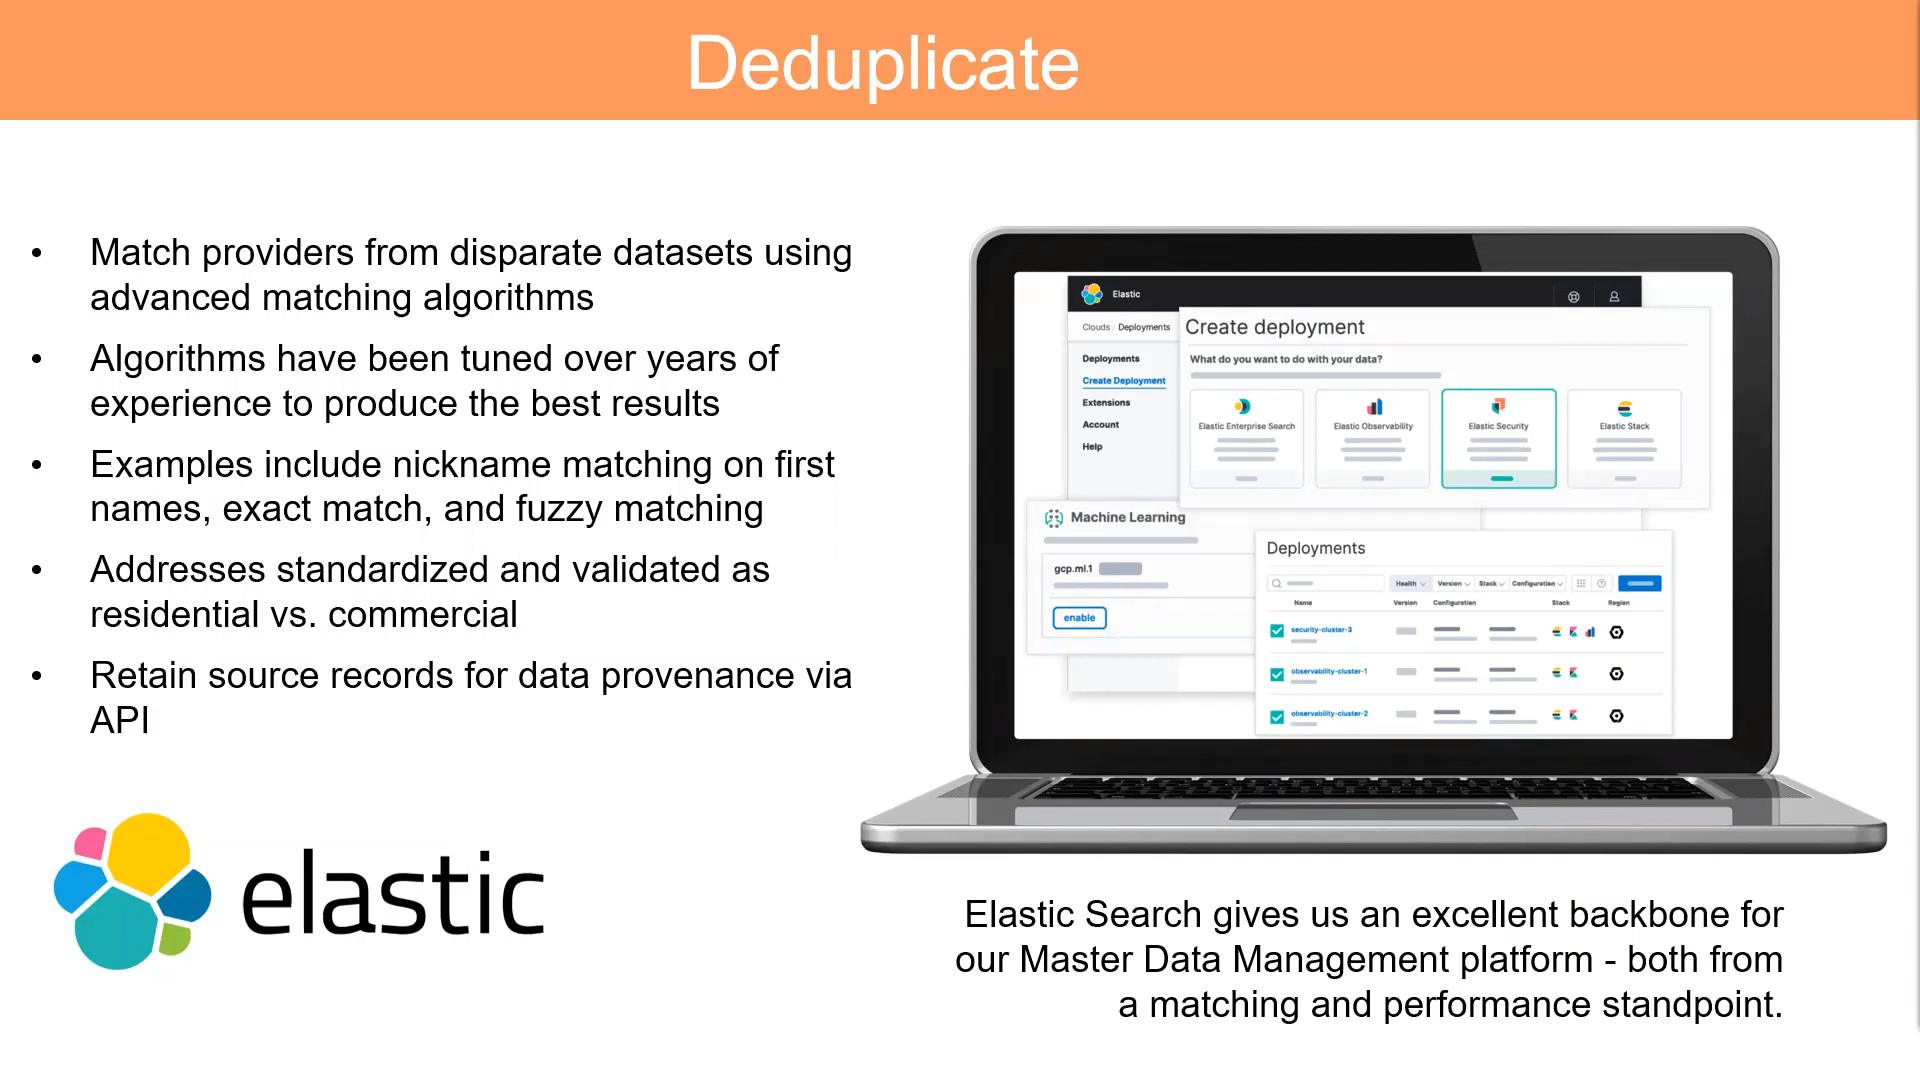 Deduplicate
• Match providers from disparate datasets using
advanced matching algorithms
• Algorithms have been tuned over years of
experience to produce the best results
• Examples include nickname matching on first
names, exact match, and fuzzy matching
• Addresses standardized and validated as
residential vs. commercial
• Retain source records for data provenance via
API
elastic
Elastic
Clouds / Deployments
Deployments
Create Deployment
Extensions
Account
Help
Create deployment
What do you want to do with your data?
Elastic Enterprise Search
Elastic Observability
Elastic Security
Elastic Stack
Machine Learning
gcp.ml.1
enable
Deployments
Health Version Stack Configuration
Name Version Configuration Stack Region
security-cluster-3
observability-cluster-1
observability-cluster-2
Elastic Search gives us an excellent backbone for
our Master Data Management platform - both from
a matching and performance standpoint.